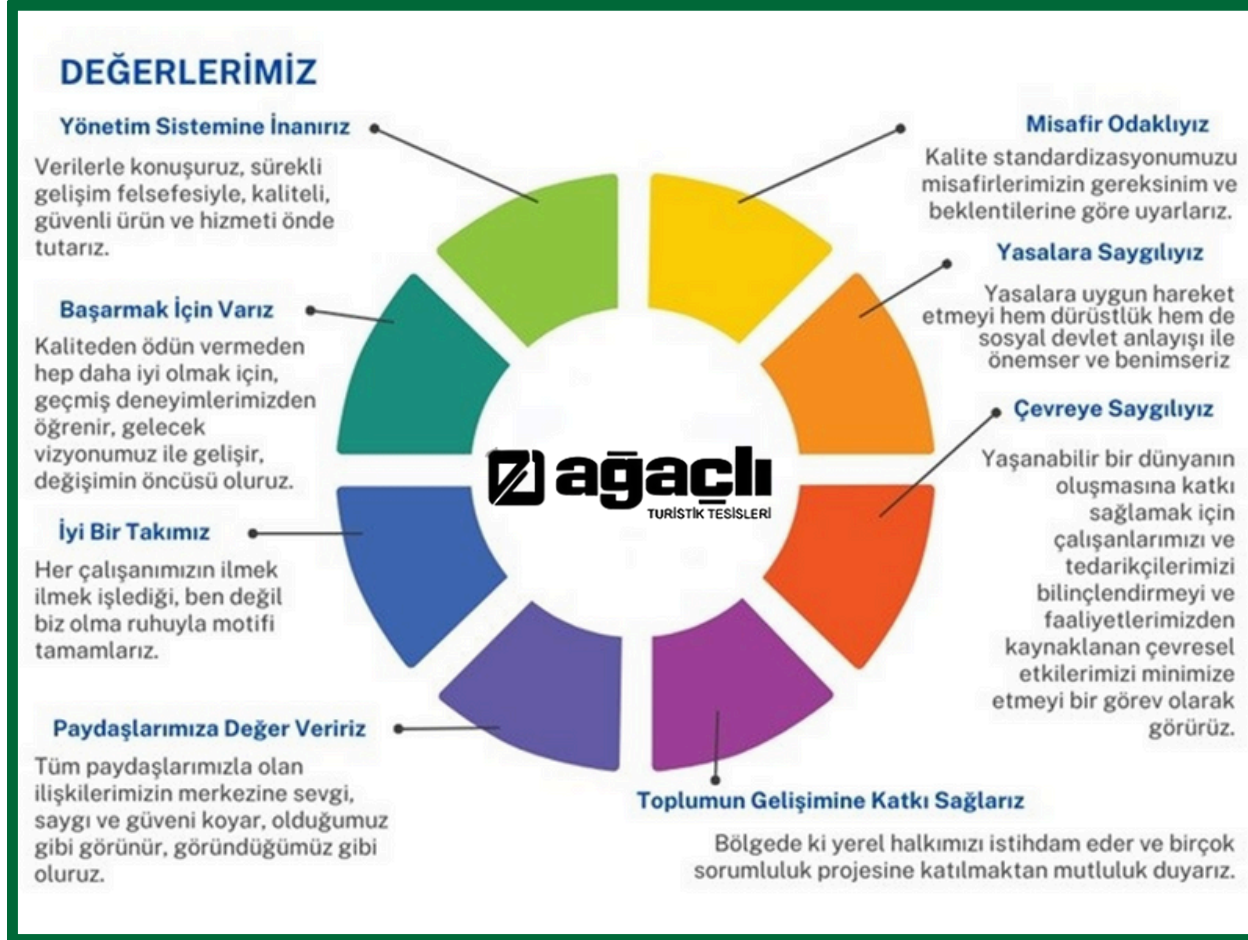 DEĞERLERİMİZ
Yönetim Sistemine İnanırız
Verilerle konuşuruz, sürekli
gelişim felsefesiyle, kaliteli,
güvenli ürün ve hizmeti önde
tutarız.
Başarmak İçin Varız
Kaliteden ödün vermeden
hep daha iyi olmak için,
geçmiş deneyimlerimizden
öğrenir, gelecek
vizyonumuz ile gelişir,
değişimin öncüsü oluruz.
İyi Bir Takımız
Her çalışanımızın ilmek
ilmek işlediği, ben değil
biz olma ruhuyla motifi
tamamlarız.
Paydaşlarımıza Değer Veririz
Tüm paydaşlarımızla olan
ilişkilerimizin merkezine sevgi,
saygı ve güveni koyar, olduğumuz
gibi görünür, göründüğümüz gibi
oluruz.
ağaçlı
TURİSTİK TESİSLERİ
Misafir Odaklıyız
Kalite standardizasyonumuzu
misafirlerimizin gereksinim ve
beklentilerine göre uyarlarız.
Yasalara Saygılıyız
Yasalara uygun hareket
etmeyi hem dürüstlük hem de
sosyal devlet anlayışı ile
önemser ve benimseriz
Çevreye Saygılıyız
Yaşanabilir bir dünyanın
oluşmasına katkı
sağlamak için
çalışanlarımızı ve
tedarikçilerimizi
bilinçlendirmeyi ve
faaliyetlerimizden
kaynaklanan çevresel
etkilerimizi minimize
etmeyi bir görev olarak
görürüz.
Toplumun Gelişimine Katkı Sağlarız
Bölgede ki yerel halkımızı istihdam eder ve birçok
sorumluluk projesine katılmaktan mutluluk duyarız.